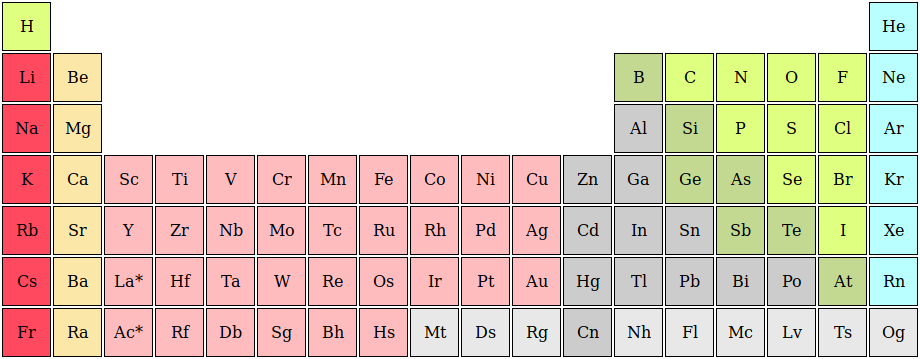 H He
Li Be B C N O F Ne
Na Mg Al Si P S Cl Ar
K Ca Sc Ti V Cr Mn Fe Co Ni Cu Zn Ga Ge As Se Br Kr
Rb Sr Y Zr Nb Mo Tc Ru Rh Pd Ag Cd In Sn Sb Te I Xe
Cs Ba La* Hf Ta W Re Os Ir Pt Au Hg Tl Pb Bi Po At Rn
Fr Ra Ac* Rf Db Sg Bh Hs Mt Ds Rg Cn Nh Fl Mc Lv Ts Og